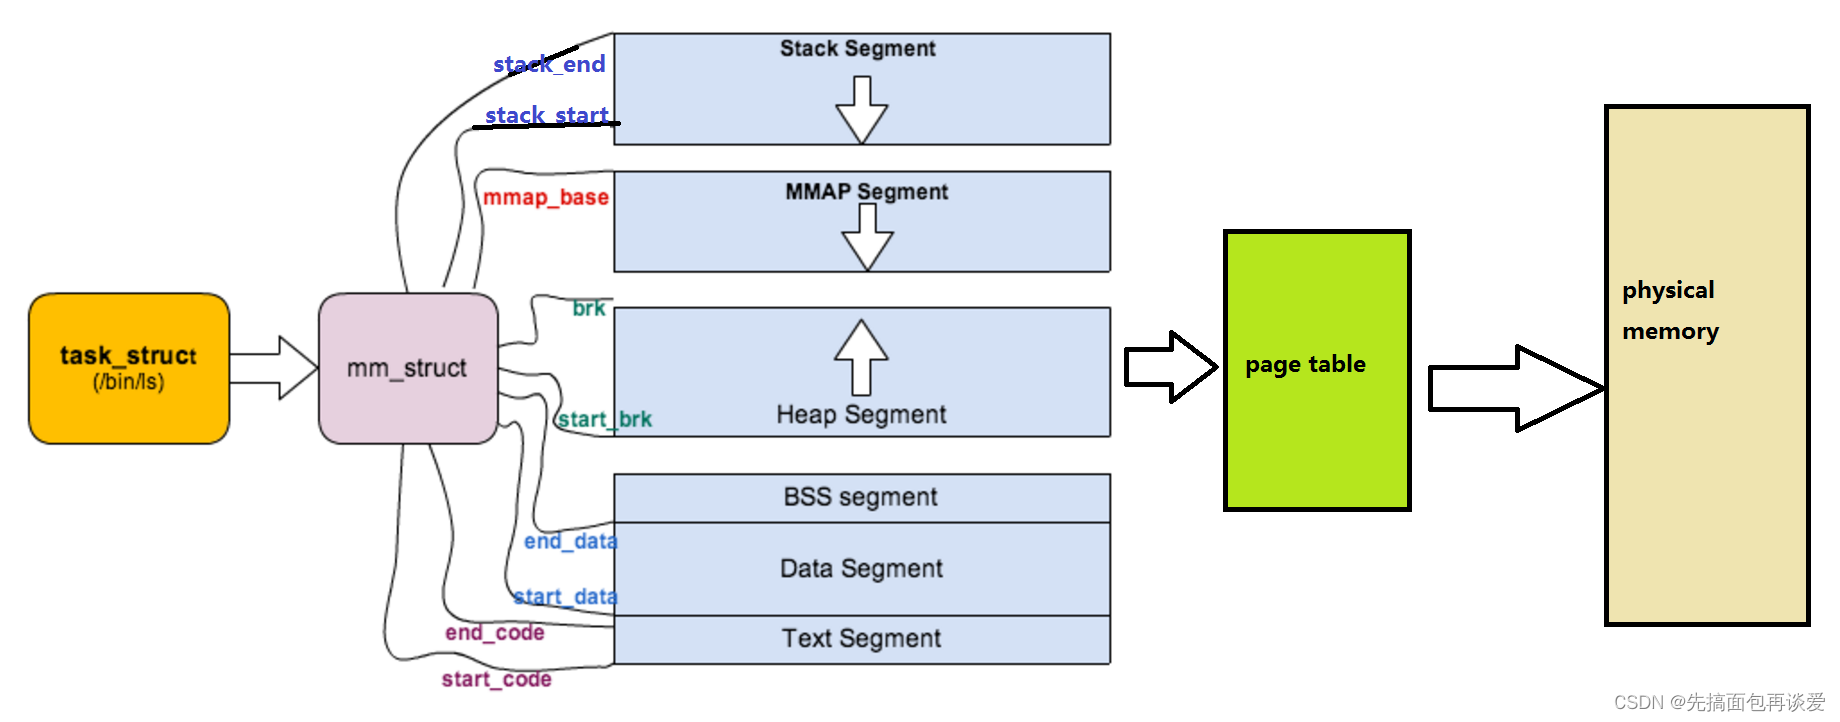 stack_end
Stack Segment
stack_start
mmap_base
MMAP Segment
task_struct
(/bin/ls)
mm_struct
brk
start_brk
Heap Segment
BSS segment
end_data
Data Segment
start_data
end_code
Text Segment
start_code
page table
physical
memory
CSDN @先搞面包再谈爱